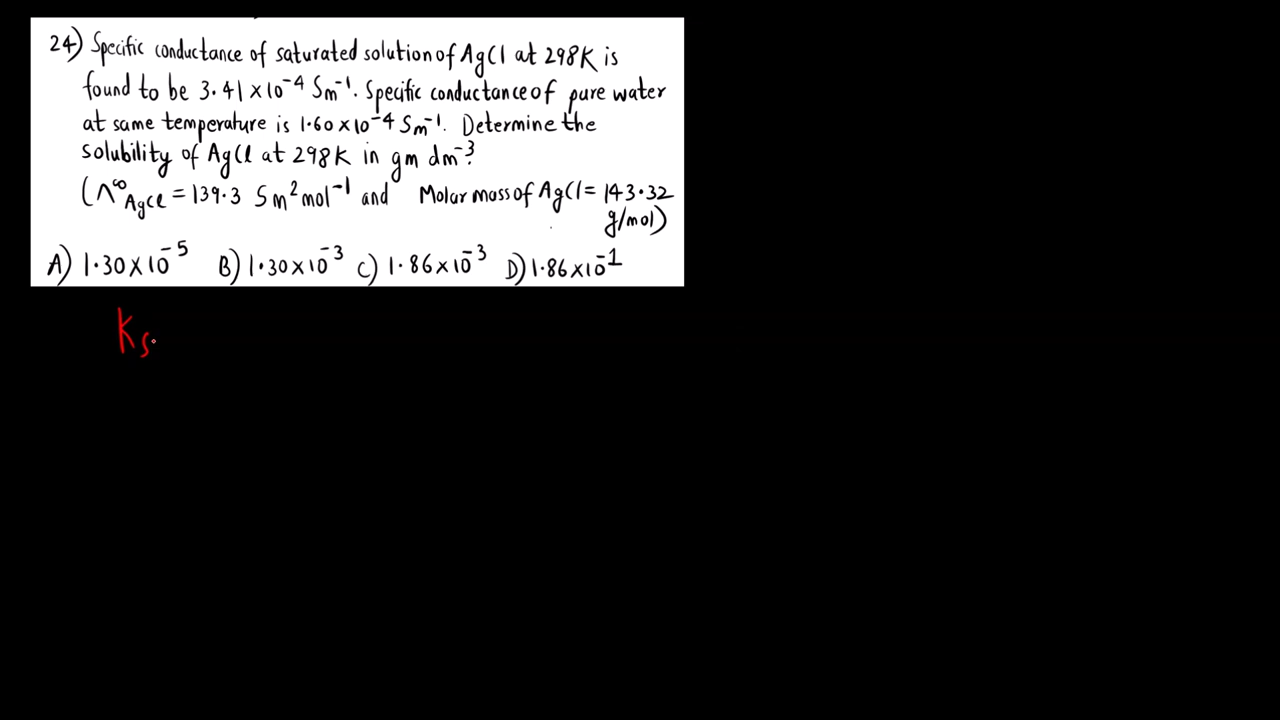 24) Specific conductance of saturated solution of AgCl at 298K is
found to be 3.41×10⁻⁴ Sm⁻¹. Specific conductance of pure water
at same temperature is 1.60×10⁻⁴ Sm⁻¹. Determine the
solubility of AgCl at 298K in gm dm⁻³?
(Λ∞AgCl = 139.3 Sm²mol⁻¹ and Molar mass of AgCl = 143.32
g/mol)
A) 1.30×10⁻⁵ B) 1.30×10⁻³ C) 1.86×10⁻³ D) 1.86×10⁻¹
Ks